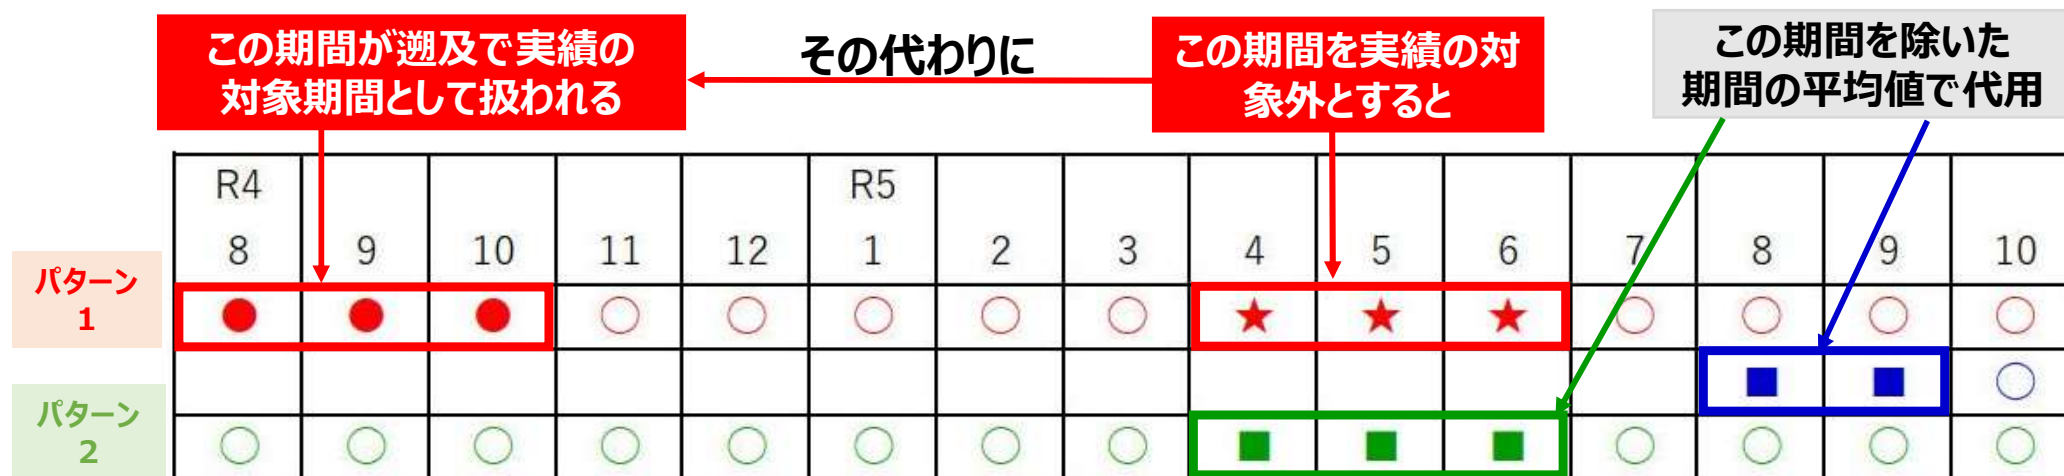 この期間が遡及で実績の
対象期間として扱われる
その代わりに
この期間を実績の対
象外とすると
この期間を除いた
期間の平均値で代用
R4 R5
8 9 10 11 12 1 2 3 4 5 6 7 8 9 10
パターン
1
● ● ● ○ ○ ○ ○ ○ ★ ★ ★ ○ ○ ○ ○
■ ■ ○
パターン
2
○ ○ ○ ○ ○ ○ ○ ○ ■ ■ ■ ○ ○ ○ ○